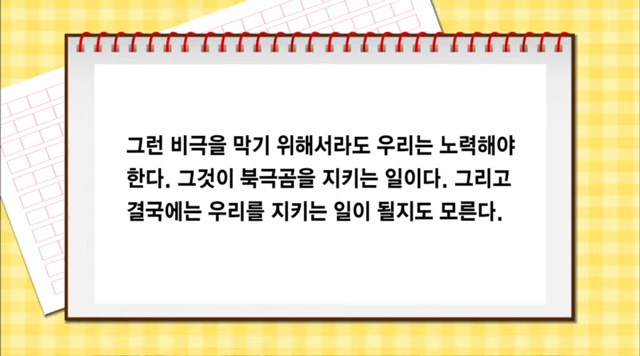 그런 비극을 막기 위해서라도 우리는 노력해야
한다. 그것이 북극곰을 지키는 일이다. 그리고
결국에는 우리를 지키는 일이 될지도 모른다.